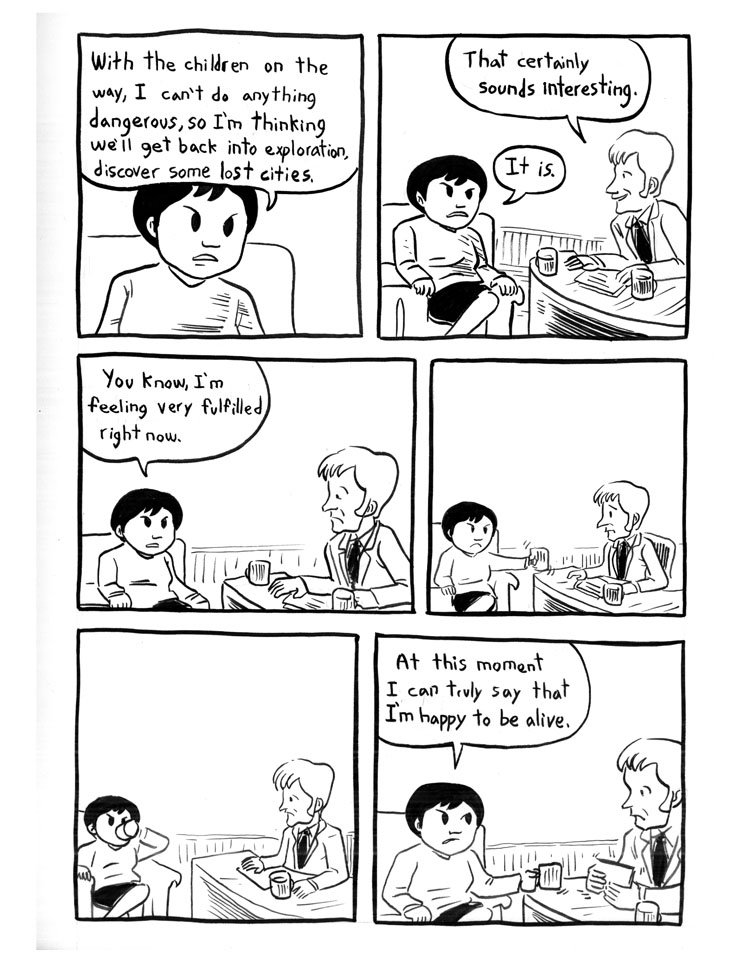 With the children on the
way, I can't do anything
dangerous, so I'm thinking
we'll get back into exploration,
discover some lost cities.
That certainly
sounds interesting.
It is.
You know, I'm
feeling very fulfilled
right now.
At this moment
I can truly say that
I'm happy to be alive.